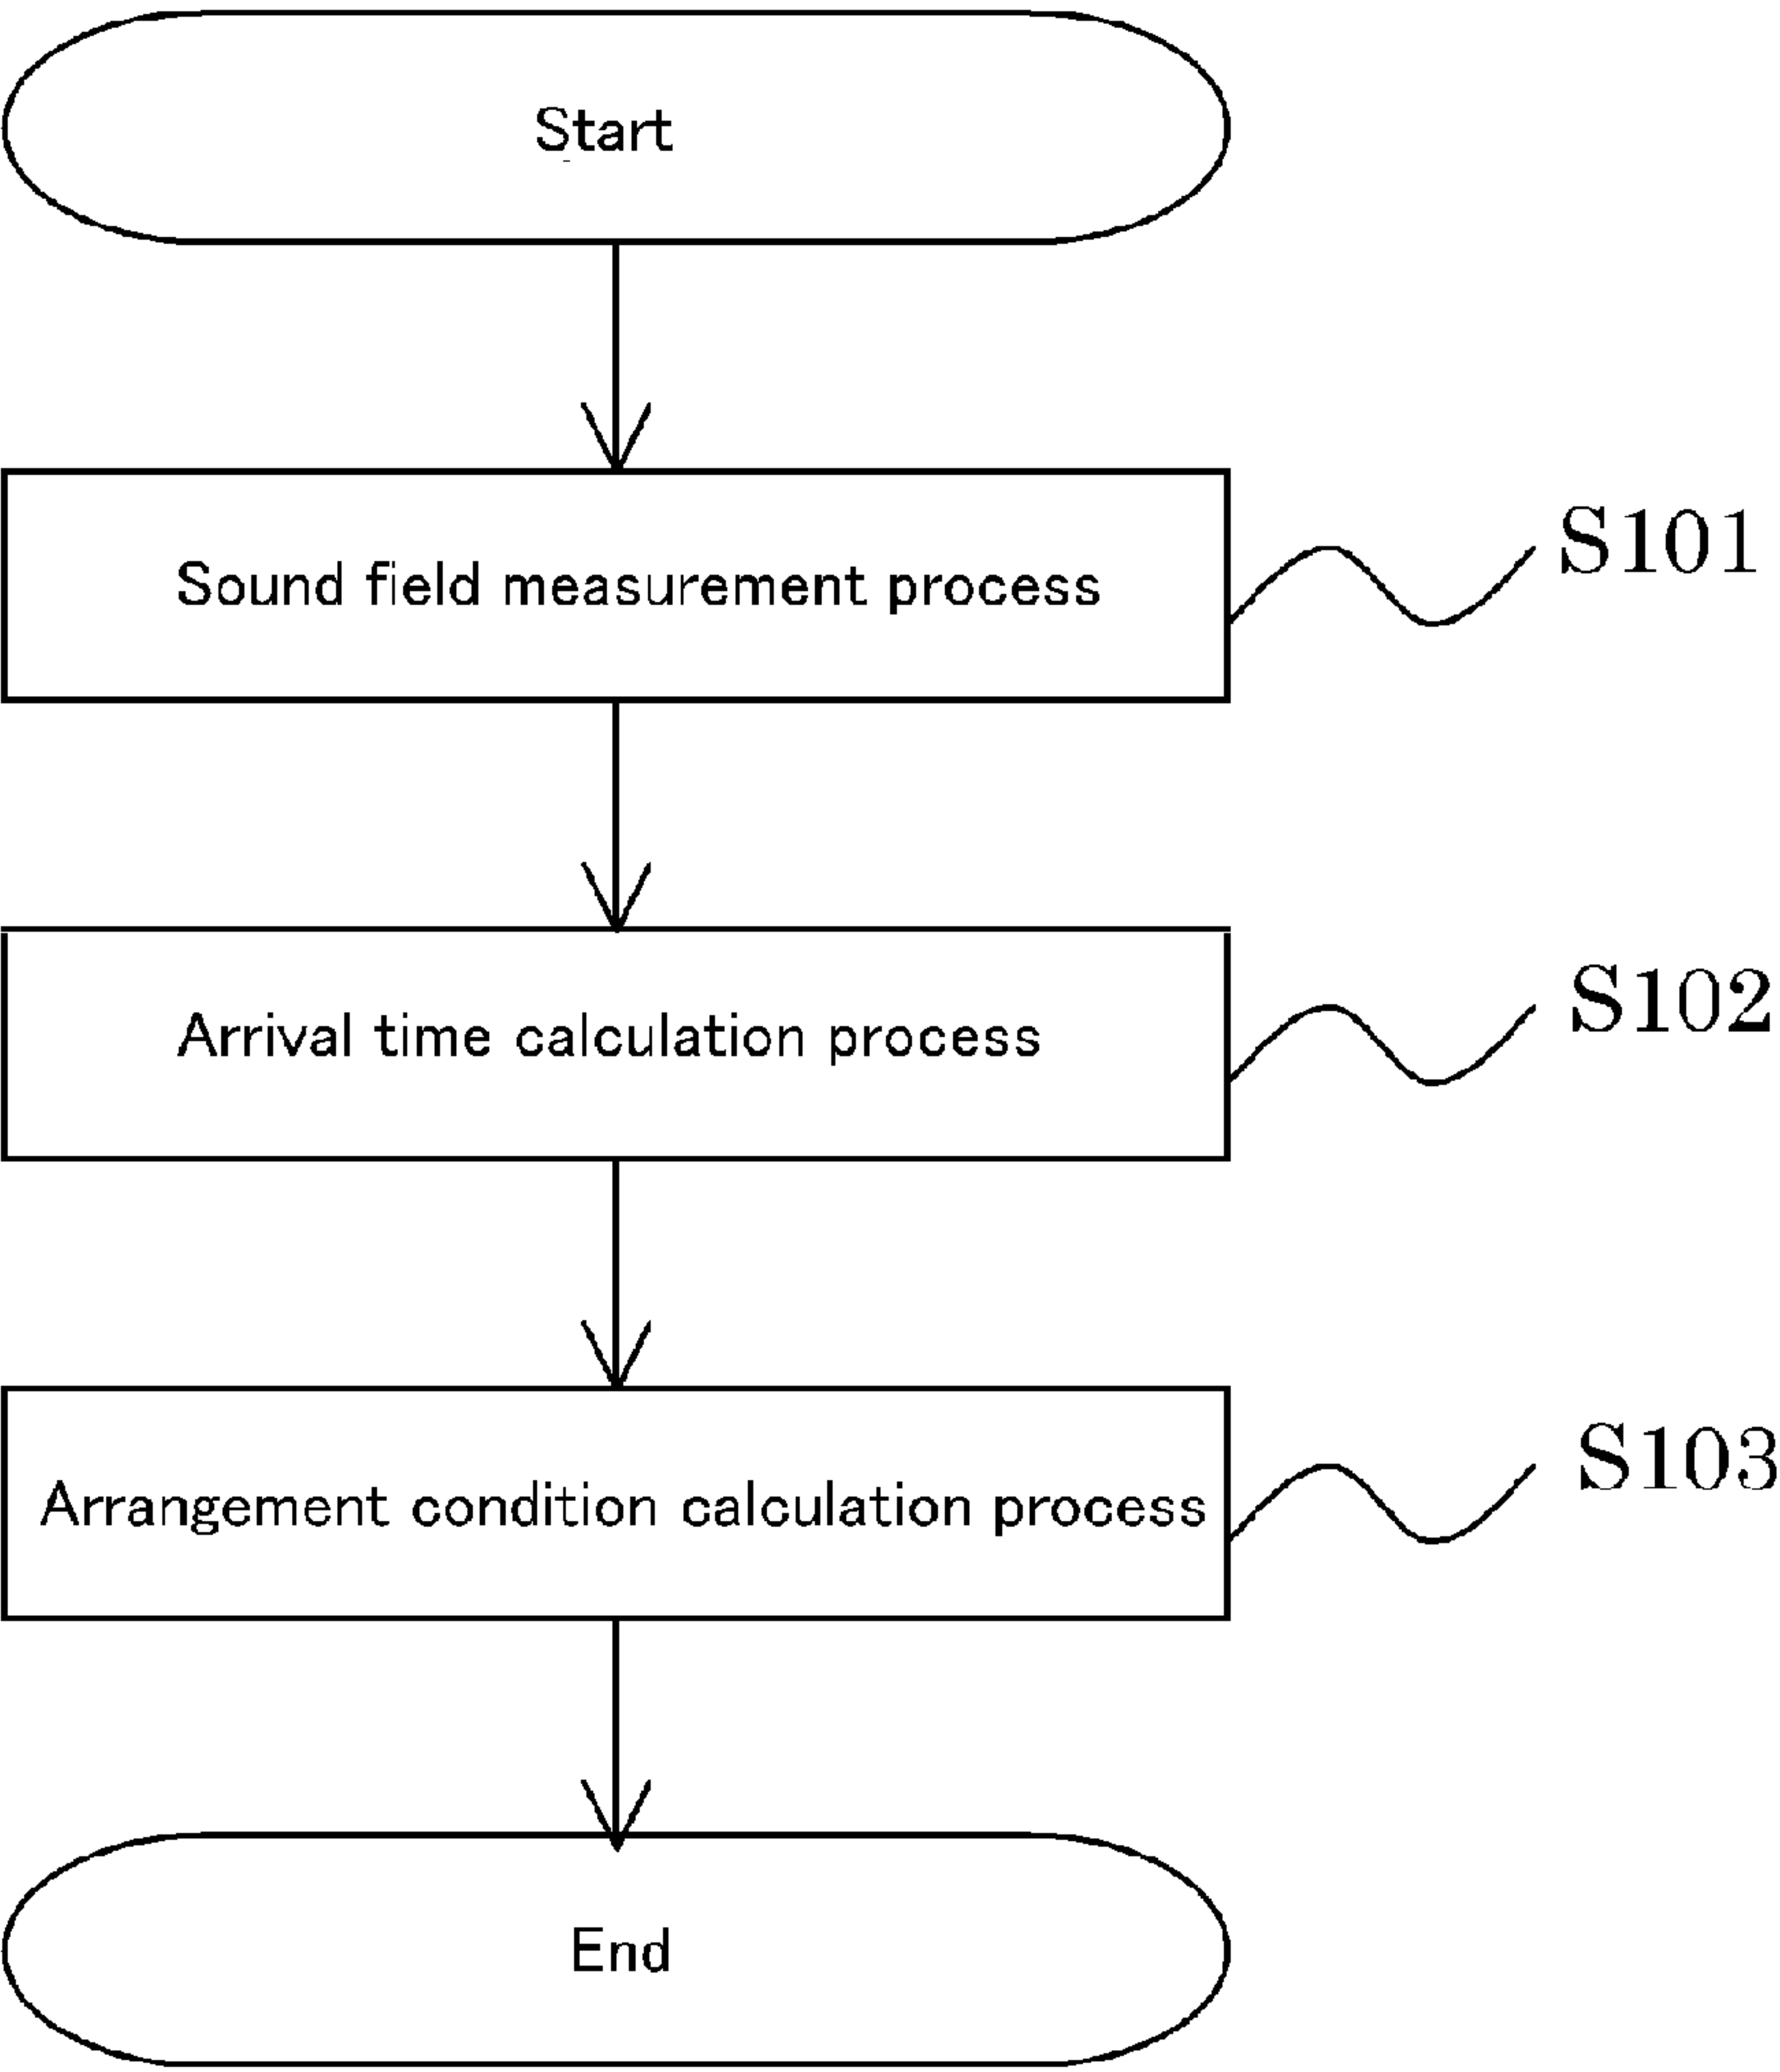 Start
Sound field measurement process
S101
Arrival time calculation process
S102
Arrangement condition calculation process
S103
End